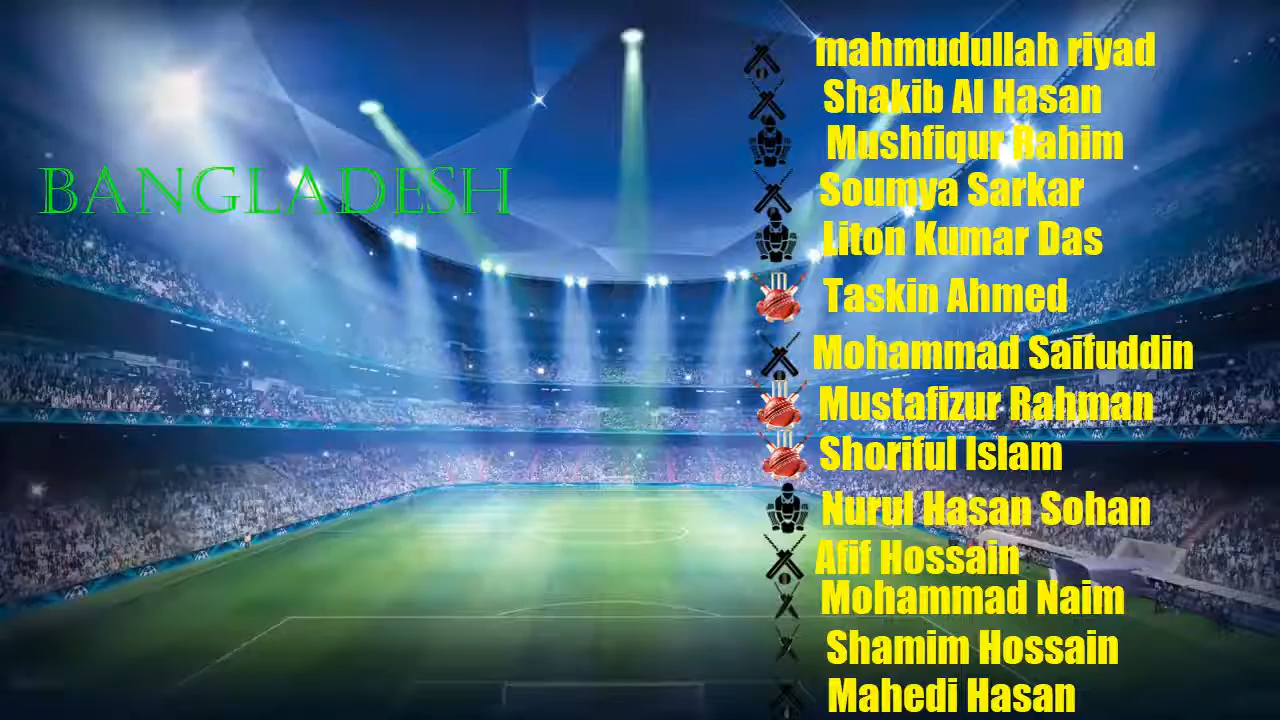 BANGLADESH
mahmudullah riyad
Shakib Al Hasan
Mushfiqur Rahim
Soumya Sarkar
Liton Kumar Das
Taskin Ahmed
Mohammad Saifuddin
Mustafizur Rahman
Shoriful Islam
Nurul Hasan Sohan
Afif Hossain
Mohammad Naim
Shamim Hossain
Mahedi Hasan